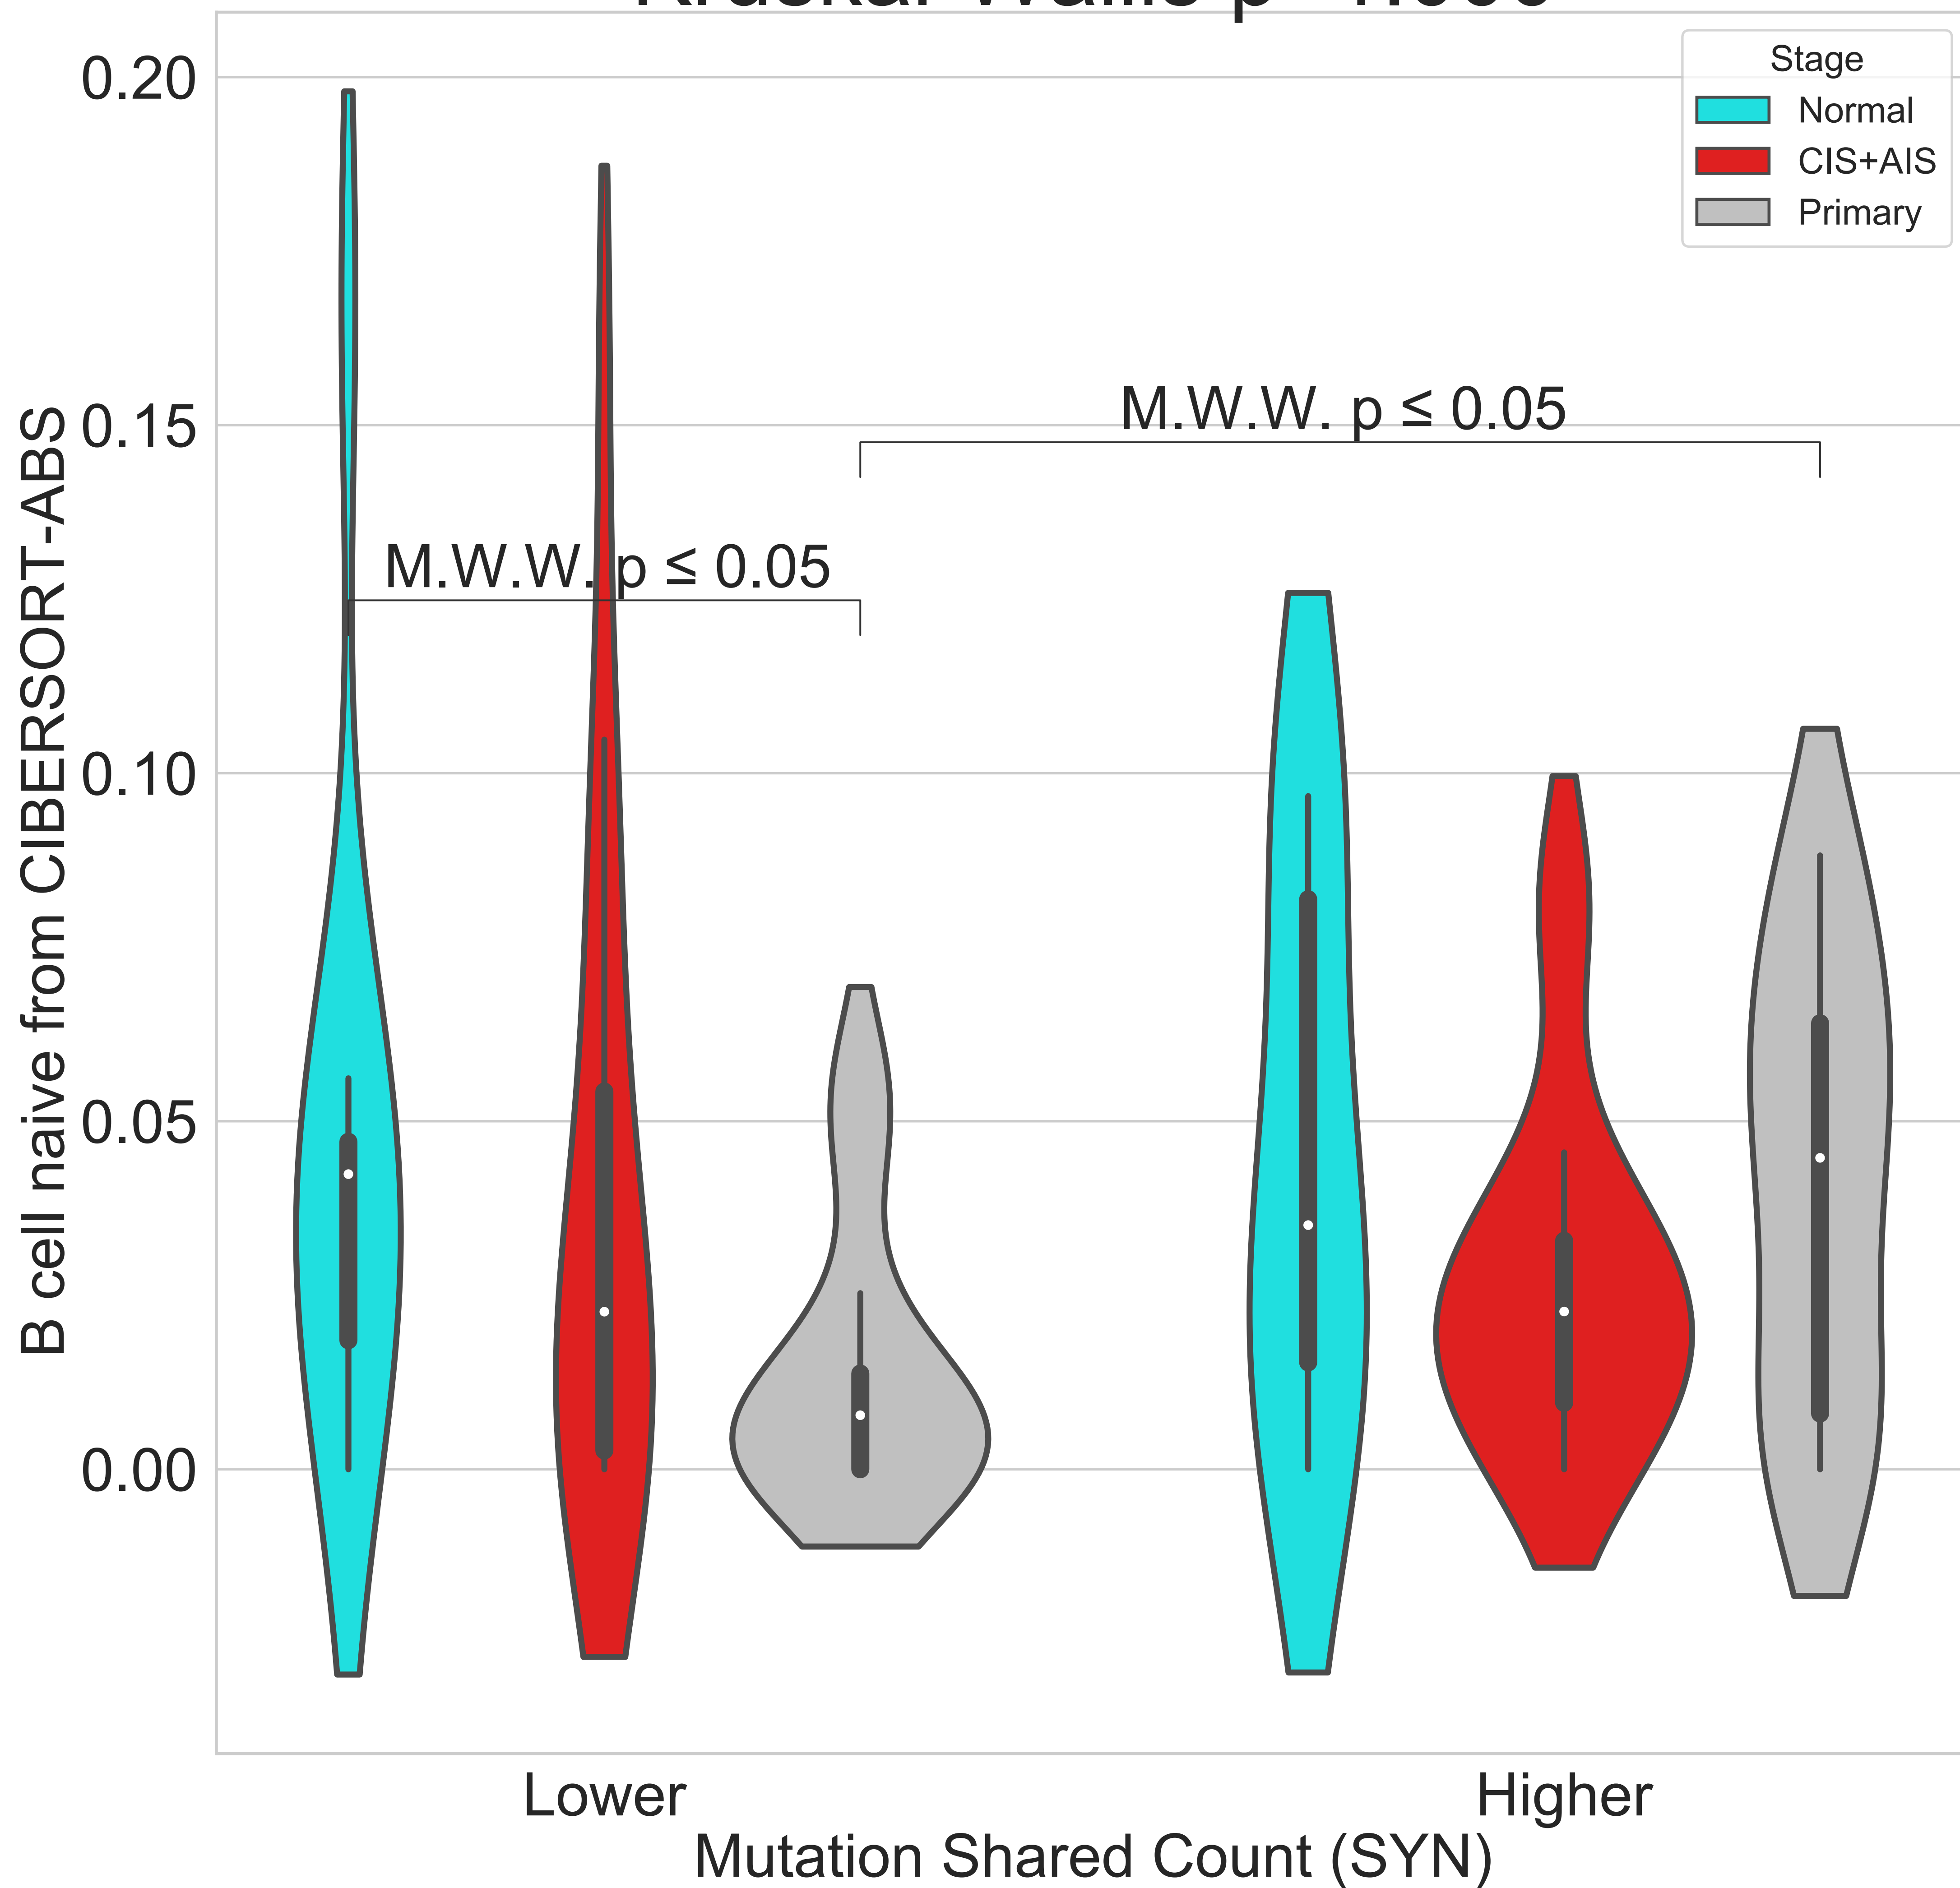 0.20
0.15
0.10
0.05
0.00
B cell naive from CIBERSORT-ABS
Stage
Normal
CIS+AIS
Primary
M.W.W. p ≤ 0.05
M.W.W. p ≤ 0.05
Lower
Higher
Mutation Shared Count (SYN)